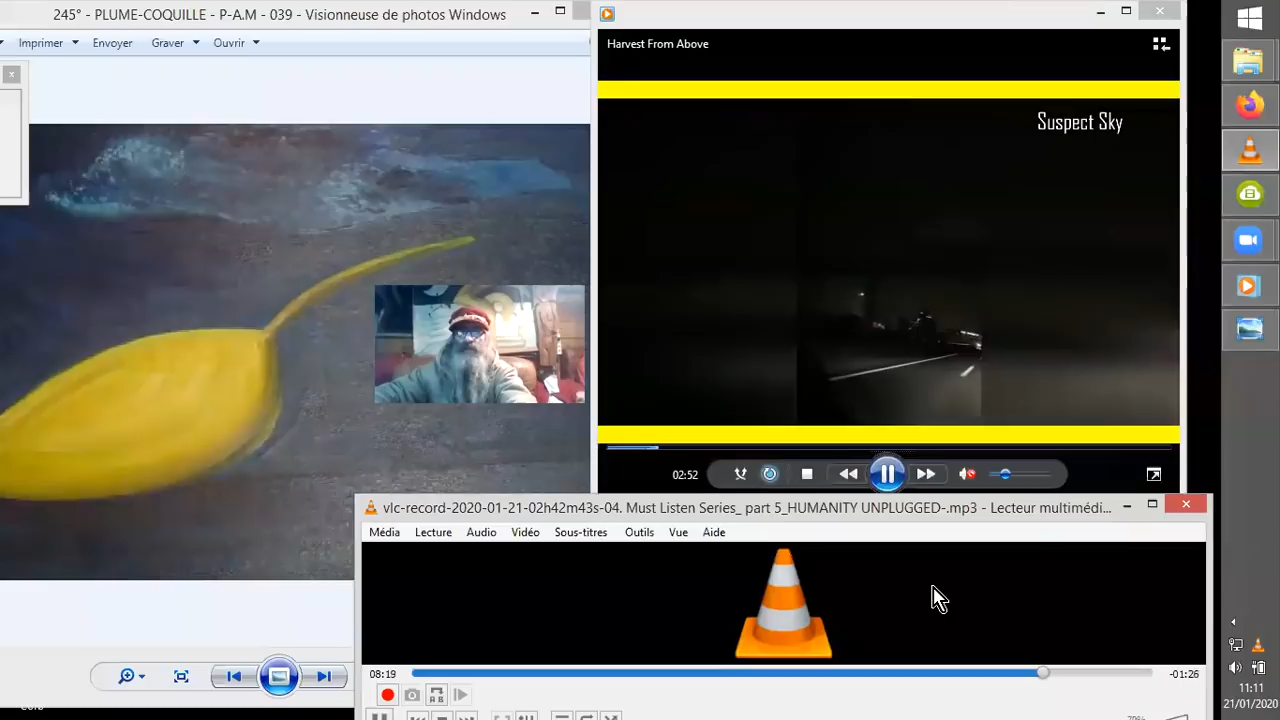 245° - PLUME-COQUILLE - P-A-M - 039 - Visionneuse de photos Windows
Imprimer Envoyer Graver Ouvrir
x
Harvest From Above
Suspect Sky
02:52
vlc-record-2020-01-21-02h42m43s-04. Must Listen Series_ part 5_HUMANITY UNPLUGGED-.mp3 - Lecteur multimédi...
Média Lecture Audio Vidéo Sous-titres Outils Vue Aide
08:19
-01:26
11:11
21/01/2020